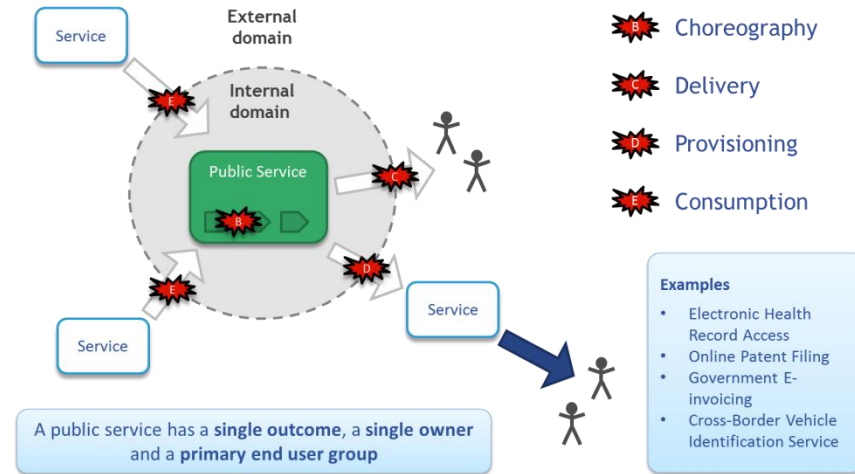 External
domain
Service
Internal
domain
E
Public Service
C
B
D
E
Service
Service
B Choreography
C Delivery
D Provisioning
E Consumption
Examples
• Electronic Health
Record Access
• Online Patent Filing
• Government E-
invoicing
• Cross-Border Vehicle
Identification Service
A public service has a single outcome, a single owner
and a primary end user group